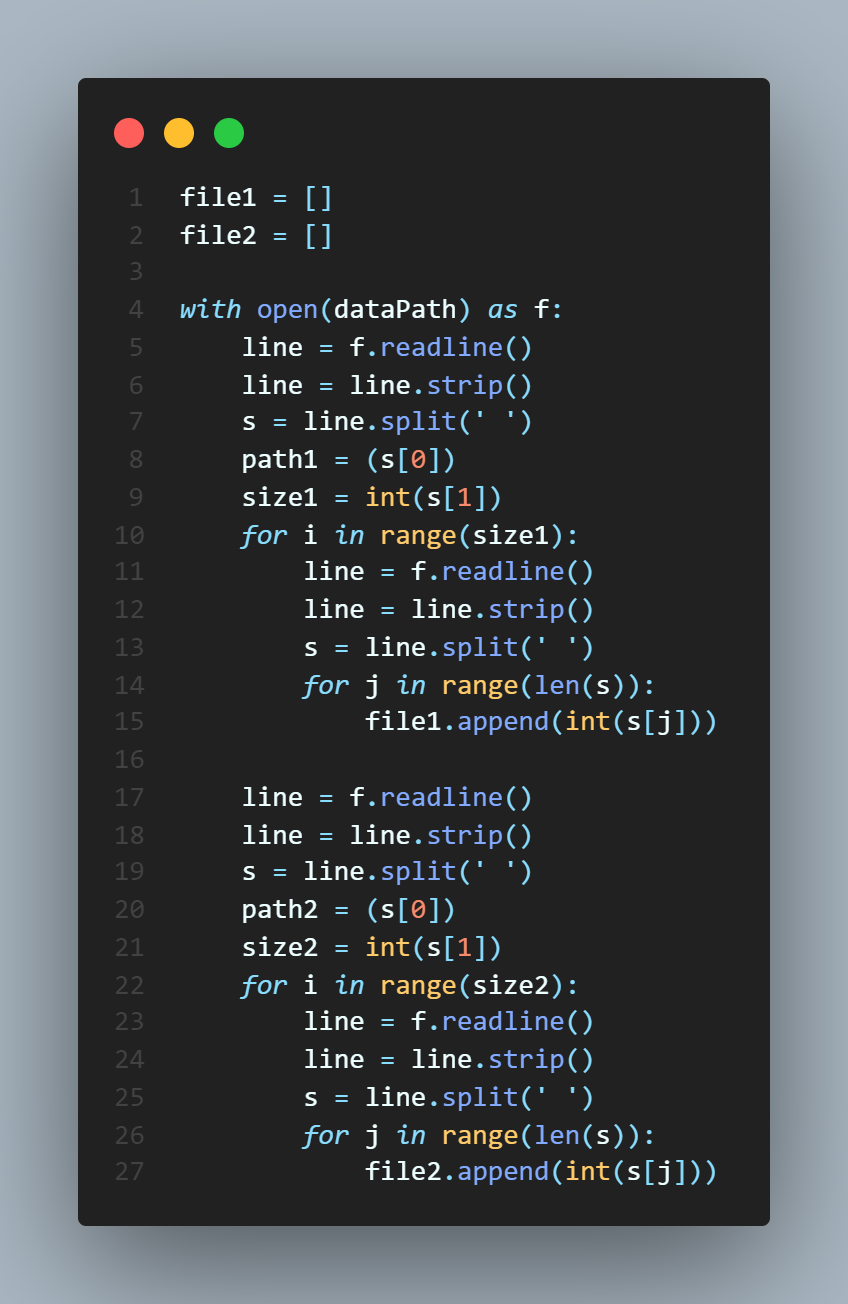 1 file1 = []
2 file2 = []
3
4 with open(dataPath) as f:
5     line = f.readline()
6     line = line.strip()
7     s = line.split(' ')
8     path1 = (s[0])
9     size1 = int(s[1])
10     for i in range(size1):
11         line = f.readline()
12         line = line.strip()
13         s = line.split(' ')
14         for j in range(len(s)):
15             file1.append(int(s[j]))
16
17     line = f.readline()
18     line = line.strip()
19     s = line.split(' ')
20     path2 = (s[0])
21     size2 = int(s[1])
22     for i in range(size2):
23         line = f.readline()
24         line = line.strip()
25         s = line.split(' ')
26         for j in range(len(s)):
27             file2.append(int(s[j]))